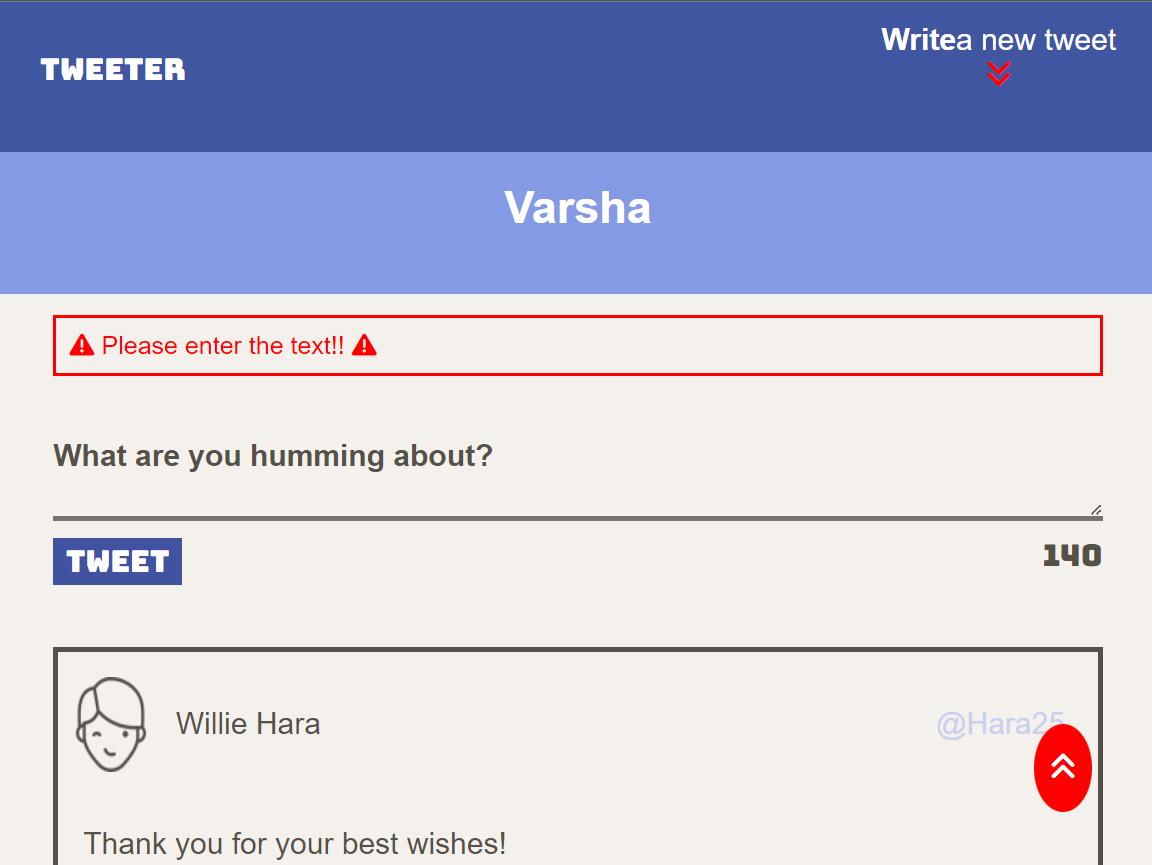 TWEETER
Writea new tweet
Varsha
Please enter the text!!
What are you humming about?
TWEET
140
Willie Hara
@Hara25
Thank you for your best wishes!